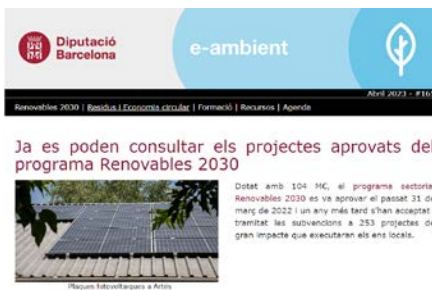 Diputació
Barcelona
e-ambient
Abril 2023 - #169
Renovables 2030 | Residus i Economia circular | Formació | Recursos | Agenda
Ja es poden consultar els projectes aprovats del
programa Renovables 2030
Dotat amb 104 M€, el programa sectorial
Renovables 2030 es va aprovar el passat 31 de
març de 2022 i un any més tard s'han acceptat i
tramitat les subvencions a 253 projectes de
gran impacte que executaran els ens locals.
Plaques fotovoltaiques a Artés